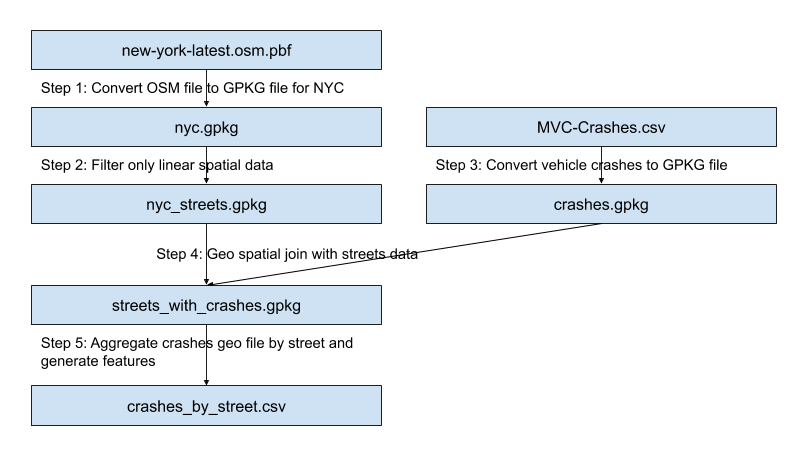 new-york-latest.osm.pbf
Step 1: Convert OSM file to GPKG file for NYC
nyc.gpkg
MVC-Crashes.csv
Step 2: Filter only linear spatial data
Step 3: Convert vehicle crashes to GPKG file
nyc_streets.gpkg
crashes.gpkg
Step 4: Geo spatial join with streets data
streets_with_crashes.gpkg
Step 5: Aggregate crashes geo file by street and
generate features
crashes_by_street.csv